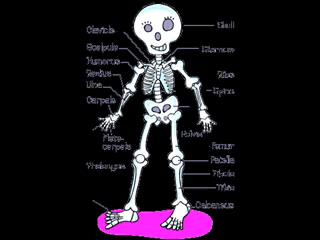 Clavicle
Skull
Scapula
Sternum
Humerus
Radius
Ribs
Ulna
Spine
Carpals
Pelvis
Meta-
carpals
Femur
Phalanges
Patella
Fibula
Tibia
Calcaneus